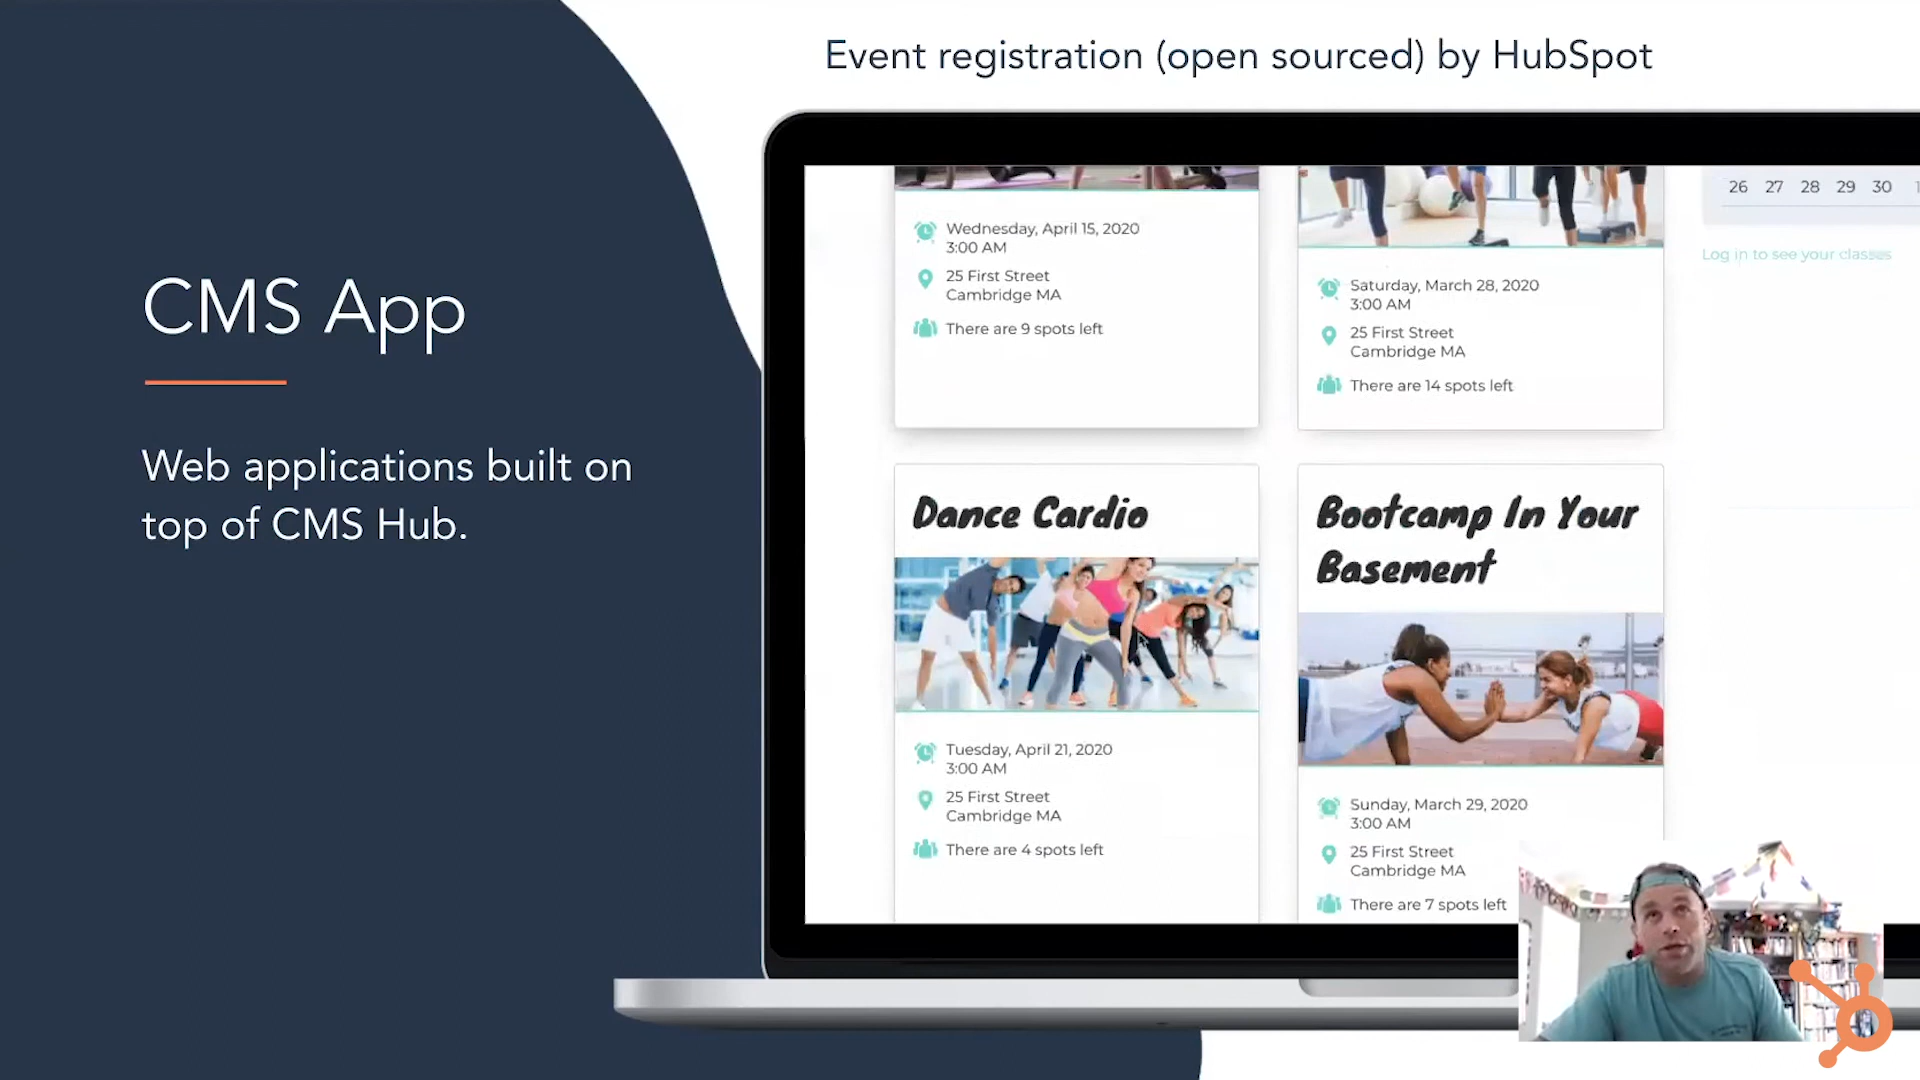 Event registration (open sourced) by HubSpot
CMS App
Web applications built on
top of CMS Hub.
Wednesday, April 15, 2020
3:00 AM
25 First Street
Cambridge MA
There are 9 spots left
Saturday, March 28, 2020
3:00 AM
25 First Street
Cambridge MA
There are 14 spots left
26 27 28 29 30
Log in to see your classes
Dance Cardio
Tuesday, April 21, 2020
3:00 AM
25 First Street
Cambridge MA
There are 4 spots left
Bootcamp In Your
Basement
Sunday, March 29, 2020
3:00 AM
25 First Street
Cambridge MA
There are 7 spots left